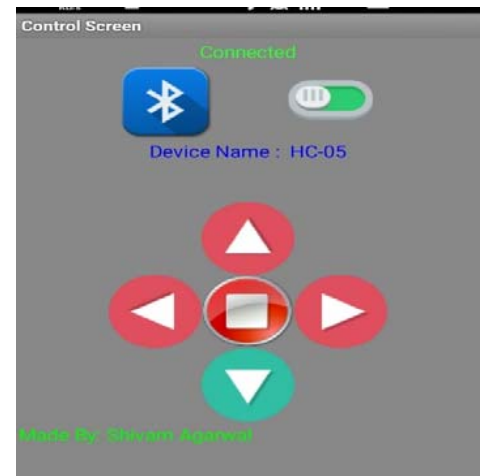 Control Screen
Connected
Device Name : HC-05
Made By: Shivam Agarwal